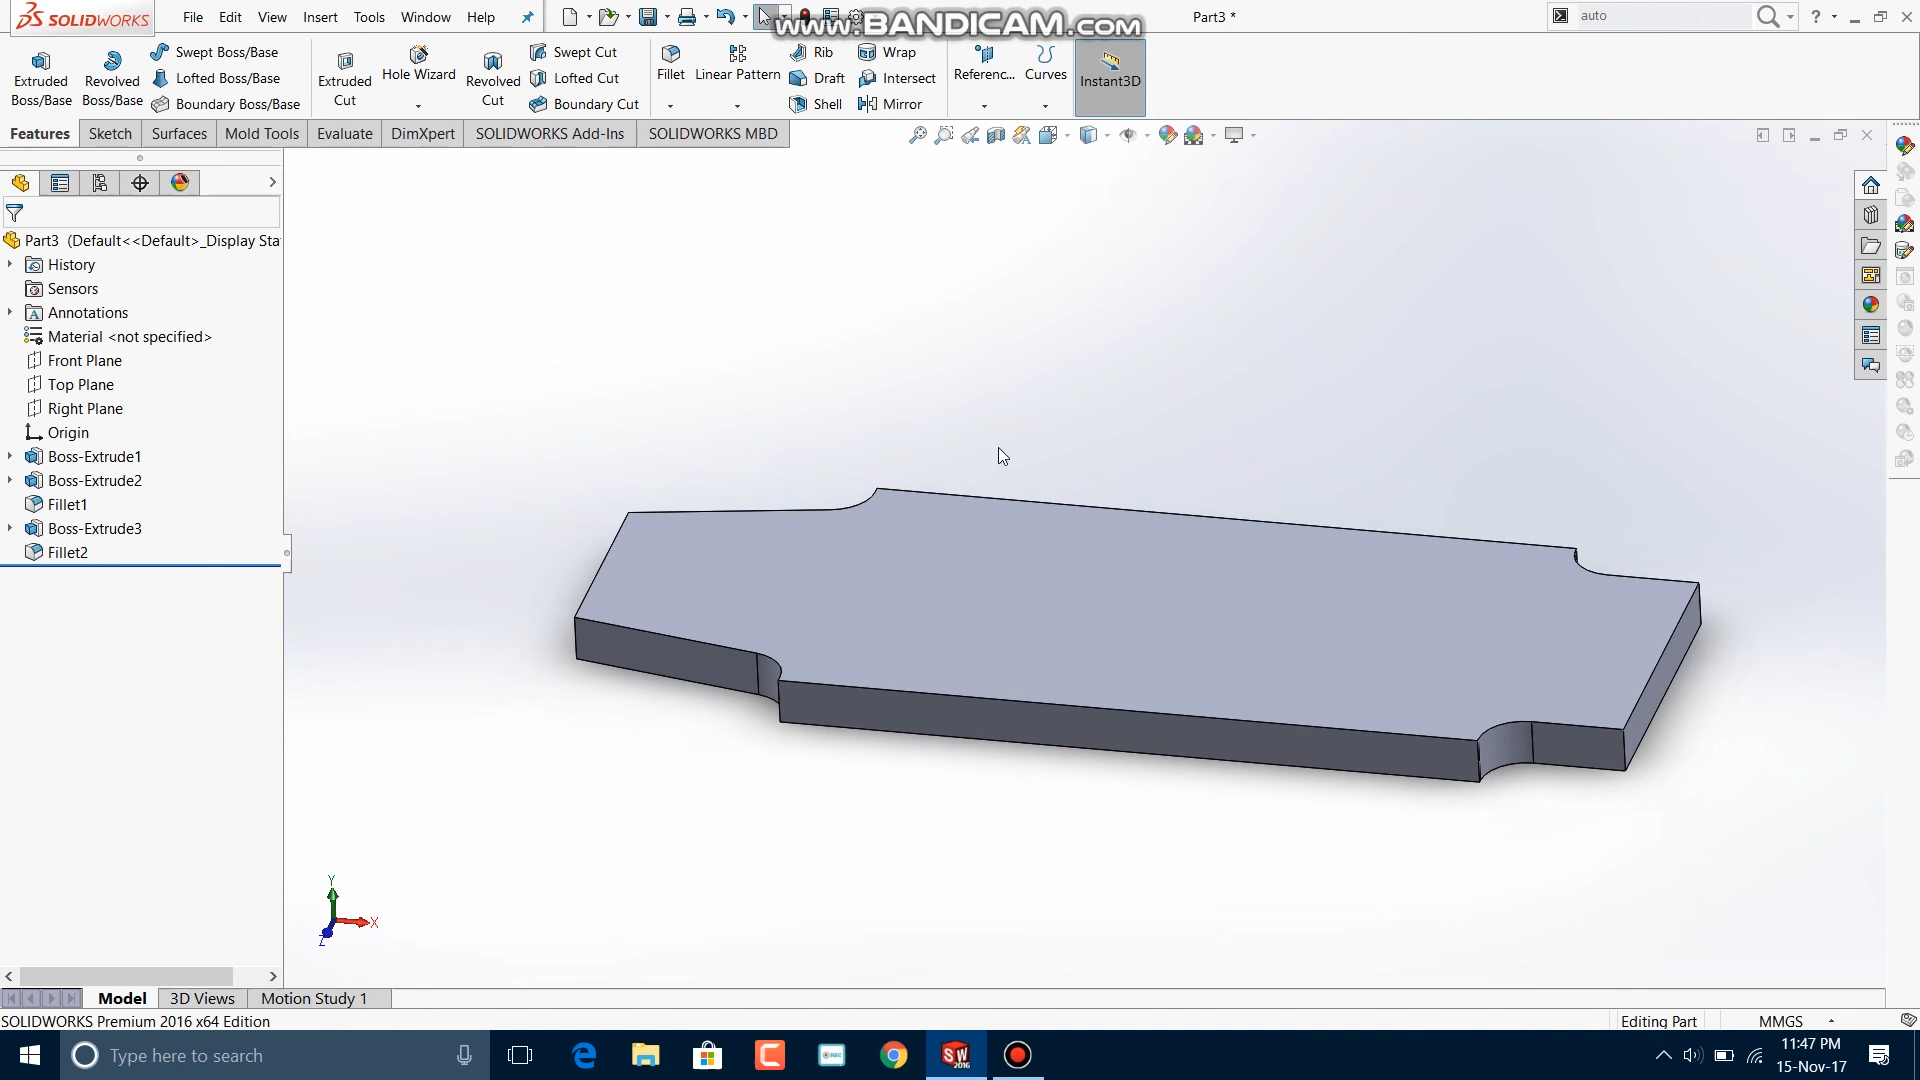 SOLIDWORKS
File Edit View Insert Tools Window Help
www.BANDICAM.com
Part3 *
auto
?
Extruded Boss/Base
Revolved Boss/Base
Swept Boss/Base
Lofted Boss/Base
Boundary Boss/Base
Extruded Cut
Hole Wizard
Revolved Cut
Swept Cut
Lofted Cut
Boundary Cut
Fillet
Linear Pattern
Rib
Draft
Shell
Wrap
Intersect
Mirror
Referenc...
Curves
Instant3D
Features Sketch Surfaces Mold Tools Evaluate DimXpert SOLIDWORKS Add-Ins SOLIDWORKS MBD
Part3 (Default<<Default>_Display Sta
History
Sensors
Annotations
Material <not specified>
Front Plane
Top Plane
Right Plane
Origin
Boss-Extrude1
Boss-Extrude2
Fillet1
Boss-Extrude3
Fillet2
Y
X
Z
Model 3D Views Motion Study 1
SOLIDWORKS Premium 2016 x64 Edition
Editing Part
MMGS
Type here to search
SW
2016
11:47 PM
15-Nov-17